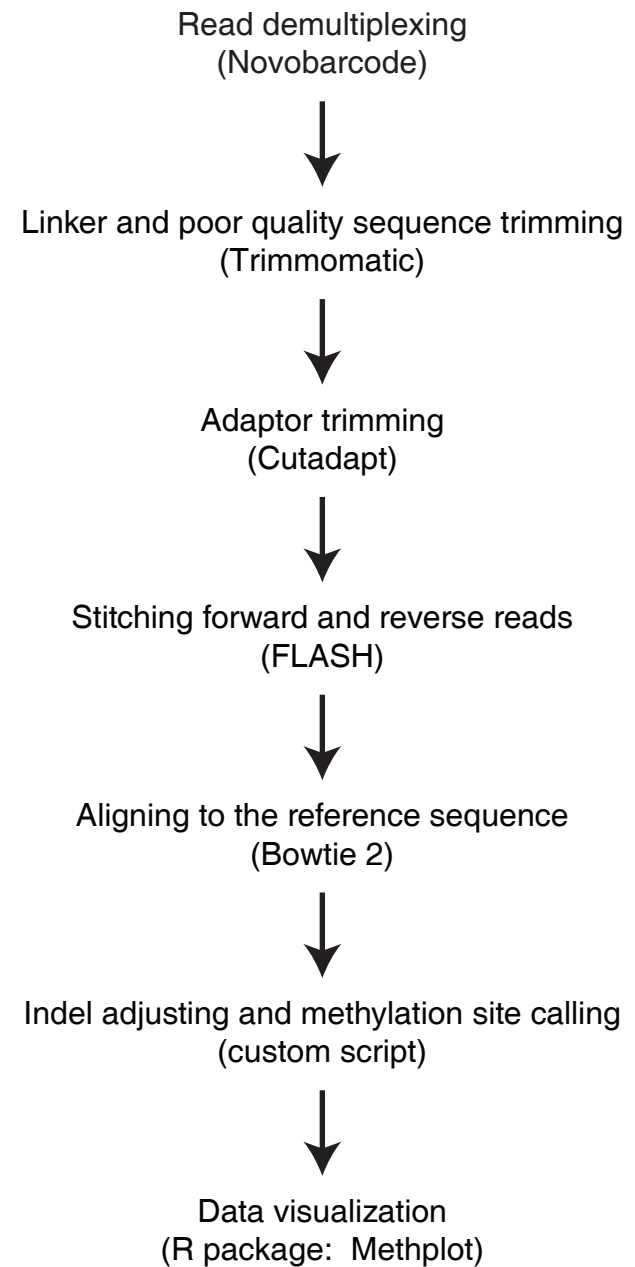 Read demultiplexing
(Novobarcode)
Linker and poor quality sequence trimming
(Trimmomatic)
Adaptor trimming
(Cutadapt)
Stitching forward and reverse reads
(FLASH)
Aligning to the reference sequence
(Bowtie 2)
Indel adjusting and methylation site calling
(custom script)
Data visualization
(R package:  Methplot)